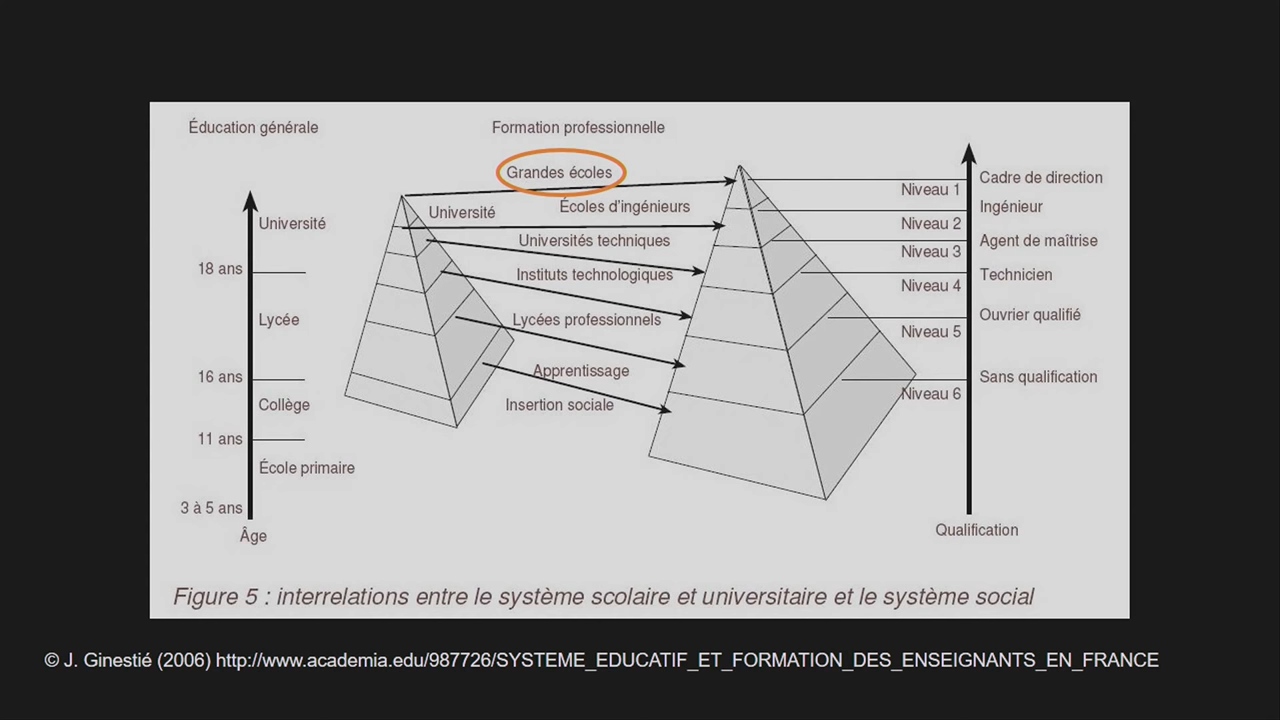 Éducation générale
Formation professionnelle
Grandes écoles
Université
Écoles d'ingénieurs
Universités techniques
Instituts technologiques
Lycées professionnels
Apprentissage
Insertion sociale
Université
18 ans
Lycée
16 ans
Collège
11 ans
École primaire
3 à 5 ans
Âge
Niveau 1
Cadre de direction
Niveau 2
Ingénieur
Niveau 3
Agent de maîtrise
Niveau 4
Technicien
Niveau 5
Ouvrier qualifié
Niveau 6
Sans qualification
Qualification
Figure 5 : interrelations entre le système scolaire et universitaire et le système social
© J. Ginestié (2006) http://www.academia.edu/987726/SYSTEME_EDUCATIF_ET_FORMATION_DES_ENSEIGNANTS_EN_FRANCE